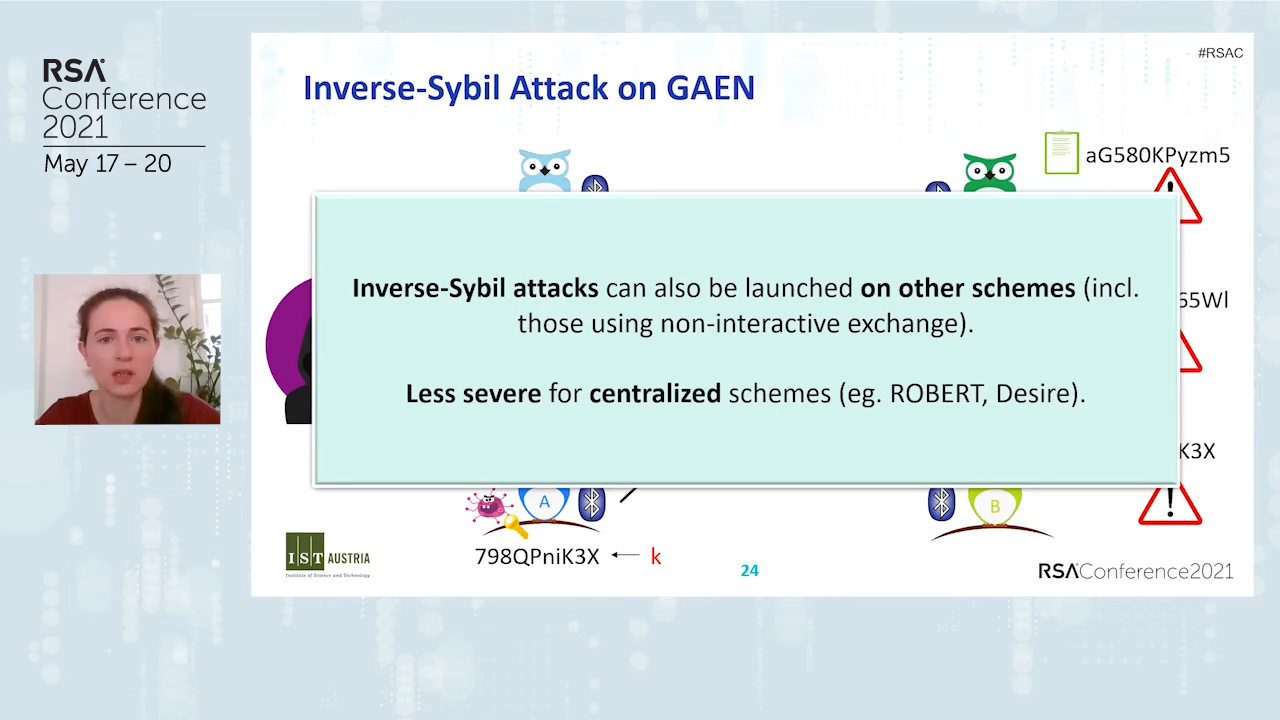 RSA
Conference
2021
May 17 – 20
#RSAC
Inverse-Sybil Attack on GAEN
aG580KPyzm5
Inverse-Sybil attacks can also be launched on other schemes (incl.
those using non-interactive exchange).
65Wl
Less severe for centralized schemes (eg. ROBERT, Desire).
K3X
A
B
IST AUSTRIA
Institute of Science and Technology
798QPniK3X
k
24
RSAConference2021